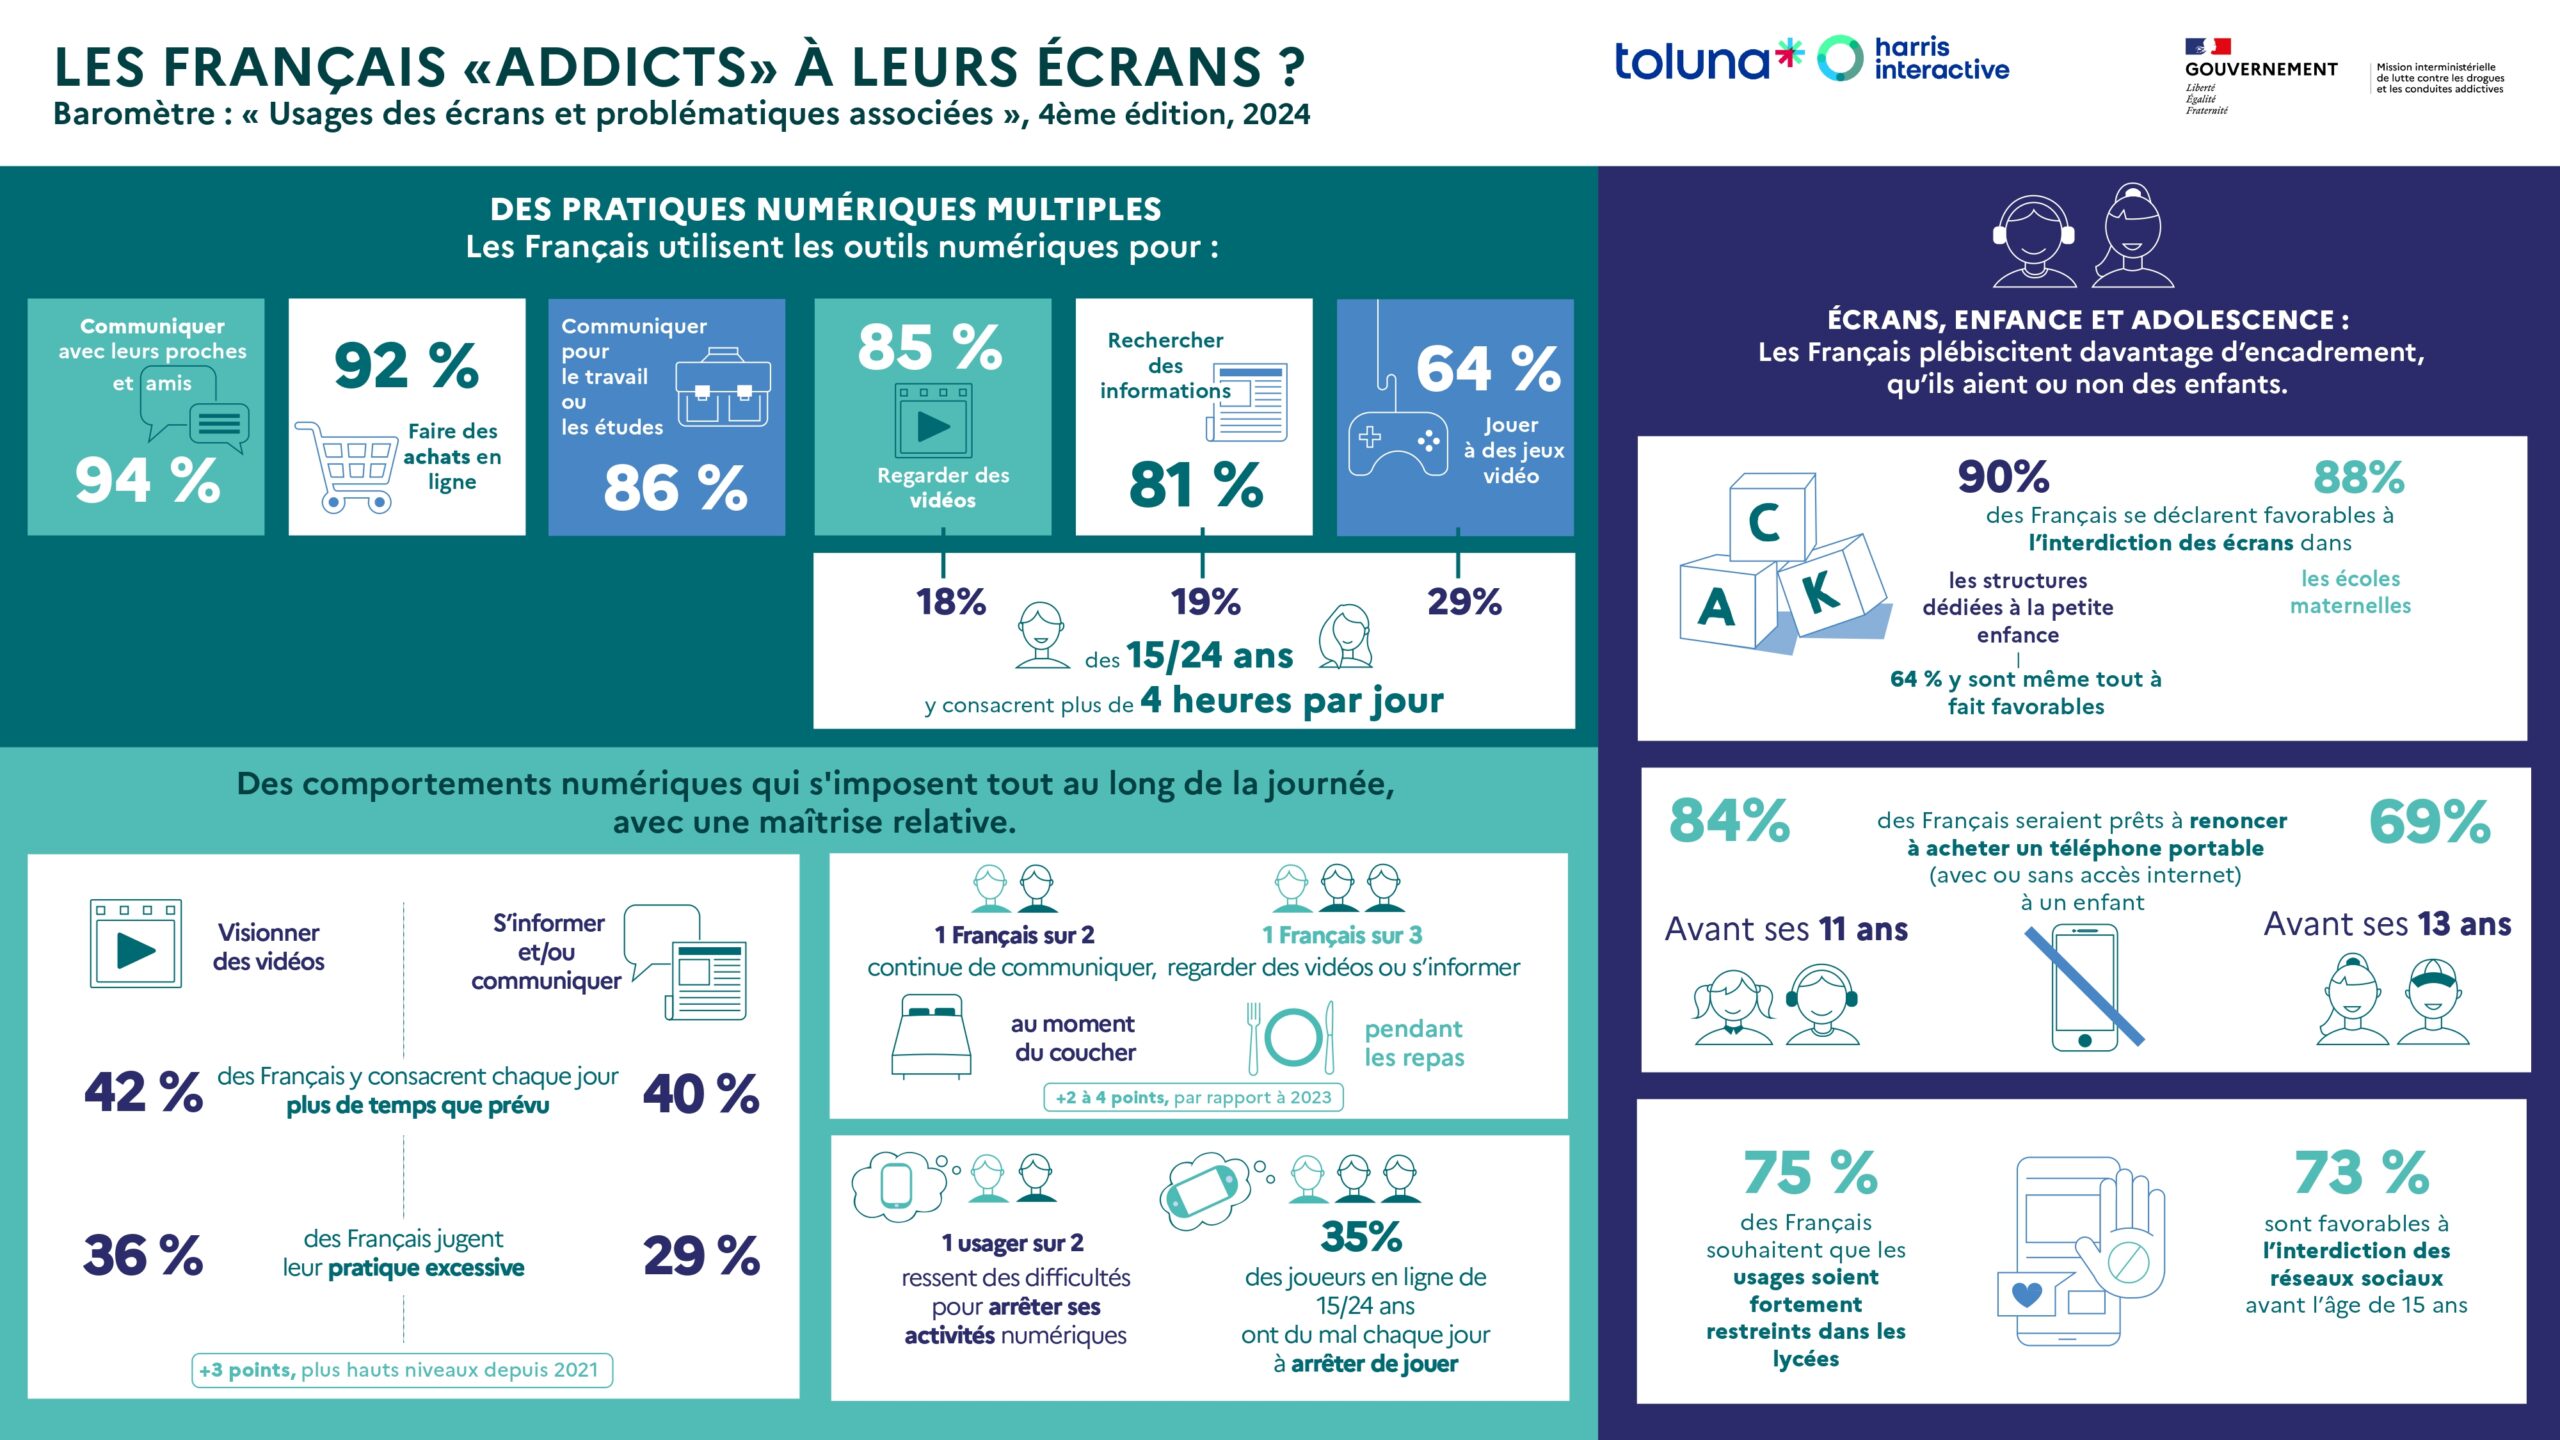 LES FRANÇAIS «ADDICTS» À LEURS ÉCRANS ?
Baromètre : « Usages des écrans et problématiques associées », 4ème édition, 2024
toluna*
harris
interactive
GOUVERNEMENT
Liberté
Égalité
Fraternité
Mission interministérielle
de lutte contre les drogues
et les conduites addictives
DES PRATIQUES NUMÉRIQUES MULTIPLES
Les Français utilisent les outils numériques pour :
Communiquer
avec leurs proches
et amis
94 %
92 %
Faire des
achats en
ligne
Communiquer
pour
le travail
ou
les études
86 %
85 %
Regarder des
vidéos
Rechercher
des
informations
81 %
64 %
Jouer
à des jeux
vidéo
18%
19%
29%
des 15/24 ans
y consacrent plus de 4 heures par jour
Des comportements numériques qui s'imposent tout au long de la journée,
avec une maîtrise relative.
Visionner
des vidéos
S'informer
et/ou
communiquer
42 %
des Français y consacrent chaque jour
plus de temps que prévu
40 %
36 %
des Français jugent
leur pratique excessive
29 %
+3 points, plus hauts niveaux depuis 2021
1 Français sur 2
1 Français sur 3
continue de communiquer, regarder des vidéos ou s'informer
au moment
du coucher
pendant
les repas
+2 à 4 points, par rapport à 2023
1 usager sur 2
ressent des difficultés
pour arrêter ses
activités numériques
35%
des joueurs en ligne de
15/24 ans
ont du mal chaque jour
à arrêter de jouer
ÉCRANS, ENFANCE ET ADOLESCENCE :
Les Français plébiscitent davantage d'encadrement,
qu'ils aient ou non des enfants.
C
A
K
90%
88%
des Français se déclarent favorables à
l'interdiction des écrans dans
les structures
dédiées à la petite
enfance
les écoles
maternelles
64 % y sont même tout à
fait favorables
84%
69%
des Français seraient prêts à renoncer
à acheter un téléphone portable
(avec ou sans accès internet)
à un enfant
Avant ses 11 ans
Avant ses 13 ans
75 %
des Français
souhaitent que les
usages soient
fortement
restreints dans les
lycées
73 %
sont favorables à
l'interdiction des
réseaux sociaux
avant l'âge de 15 ans